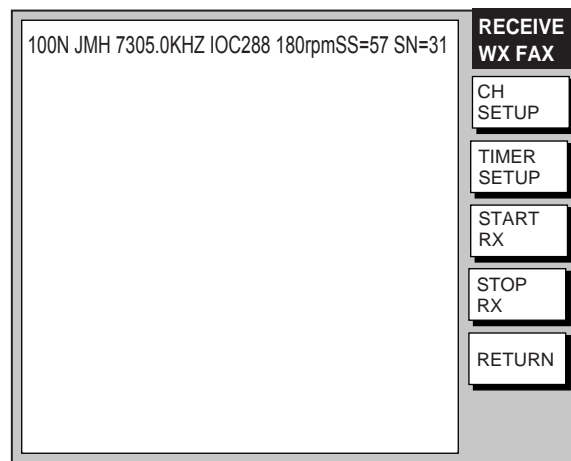 100N JMH 7305.0KHZ IOC288 180rpmSS=57 SN=31
RECEIVE
WX FAX
CH
SETUP
TIMER
SETUP
START
RX
STOP
RX
RETURN